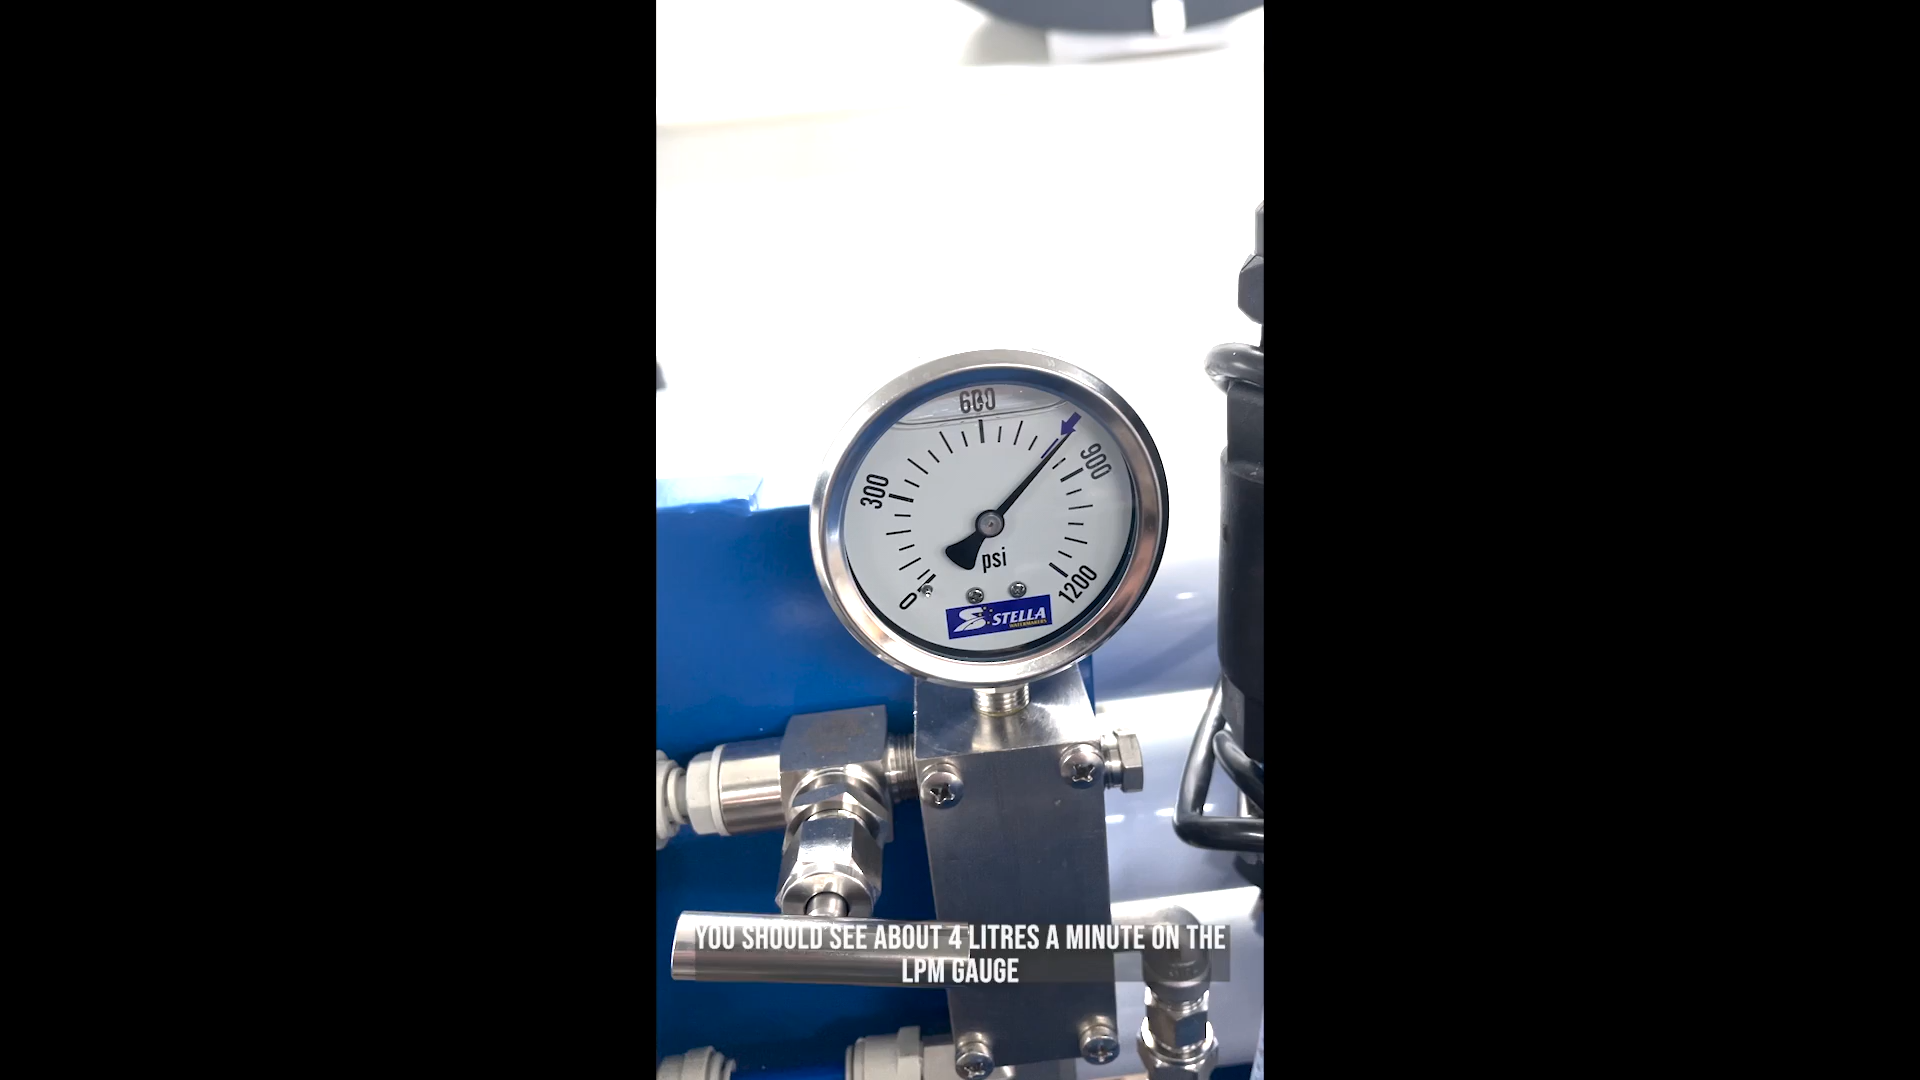 600
300
900
psi
0
1200
STELLA
WATERMAKERS
YOU SHOULD SEE ABOUT 4 LITRES A MINUTE ON THE
LPM GAUGE